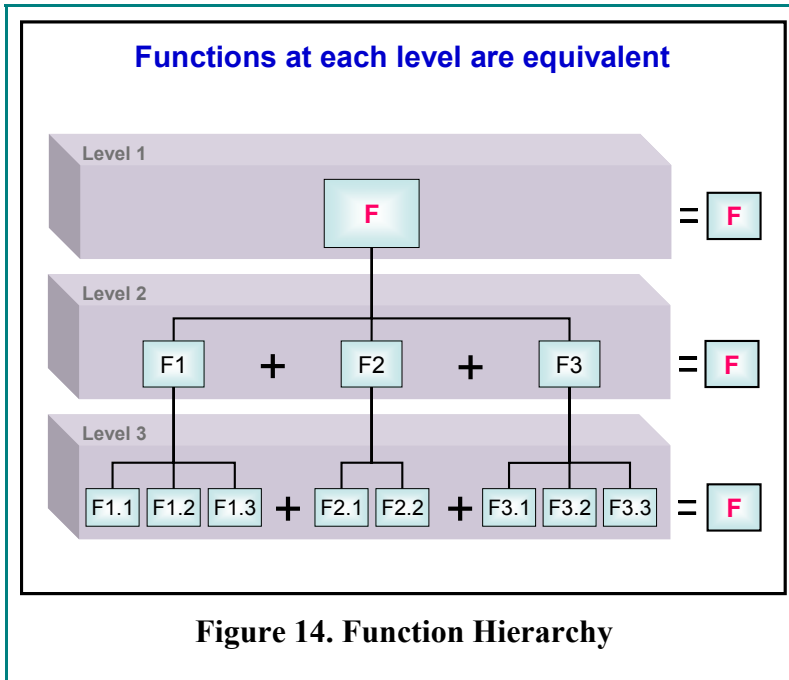 Functions at each level are equivalent
Level 1
F = F
Level 2
F1 + F2 + F3 = F
Level 3
F1.1 F1.2 F1.3 + F2.1 F2.2 + F3.1 F3.2 F3.3 = F
Figure 14. Function Hierarchy